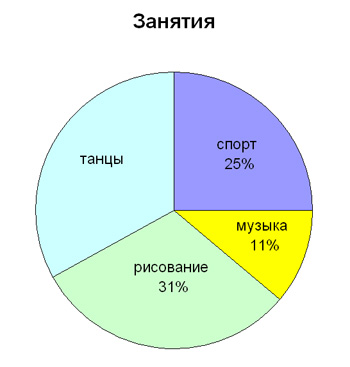 Занятия
танцы
спорт
25%
музыка
11%
рисование
31%